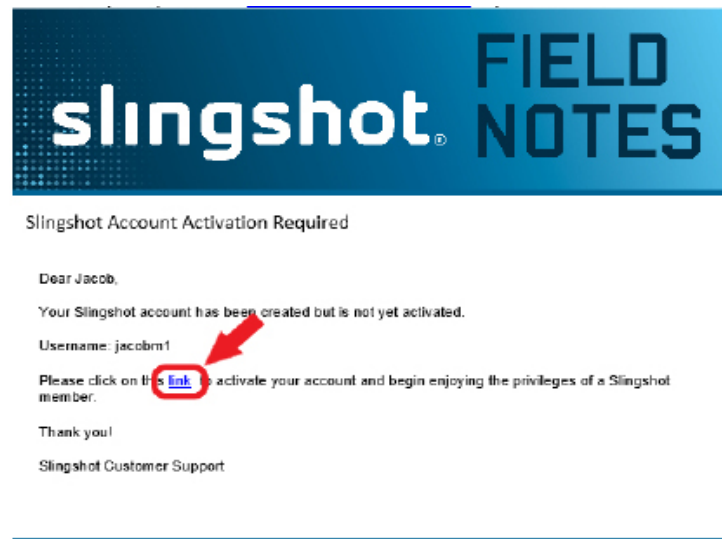 slıngshot®
FIELD
NOTES
Slingshot Account Activation Required
Dear Jacob,
Your Slingshot account has been created but is not yet activated.
Username: jacobm1
Please click on this link to activate your account and begin enjoying the privileges of a Slingshot
member.
Thank you!
Slingshot Customer Support